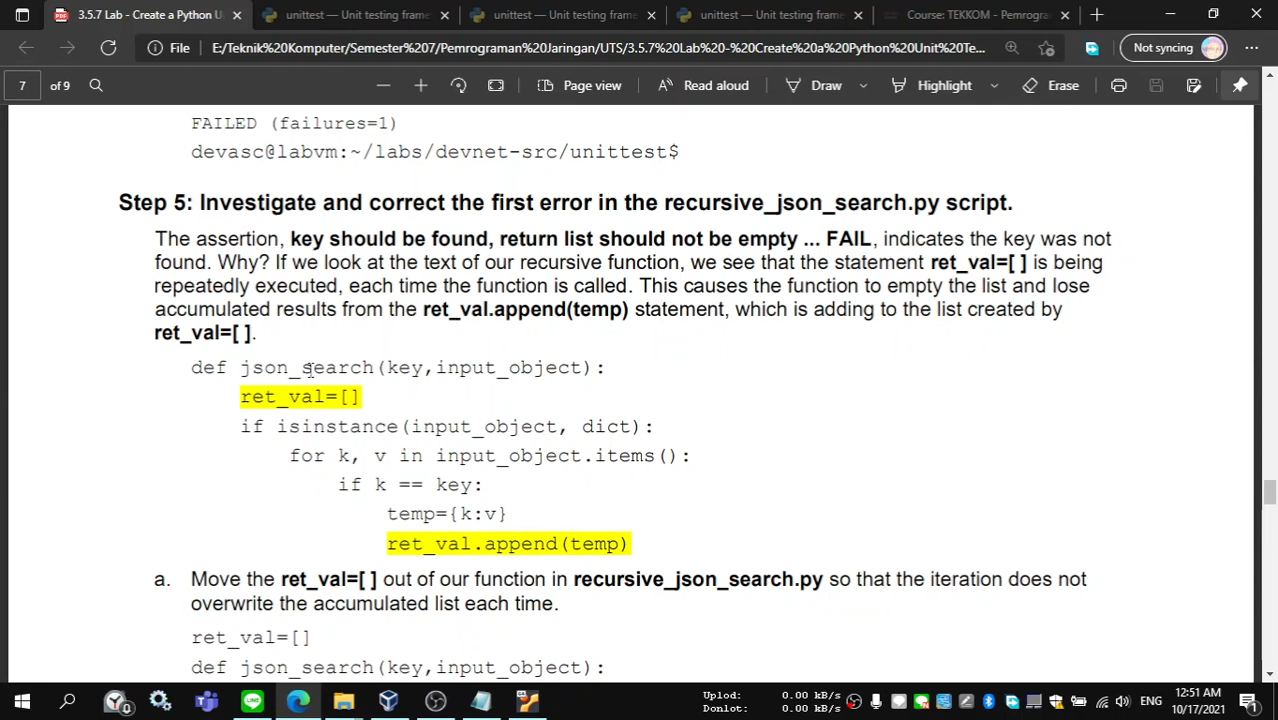 3.5.7 Lab - Create a Python U
unittest — Unit testing frame
unittest — Unit testing frame
unittest — Unit testing frame
Course: TEKKOM - Pemrogra
File
E:/Teknik%20Komputer/Semester%207/Pemrograman%20Jaringan/UTS/3.5.7%20Lab%20-%20Create%20a%20Python%20Unit%20Te...
Not syncing
7 of 9
Page view
Read aloud
Draw
Highlight
Erase
FAILED (failures=1)
devasc@labvm:~/labs/devnet-src/unittest$
Step 5: Investigate and correct the first error in the recursive_json_search.py script.
The assertion, key should be found, return list should not be empty ... FAIL, indicates the key was not
found. Why? If we look at the text of our recursive function, we see that the statement ret_val=[ ] is being
repeatedly executed, each time the function is called. This causes the function to empty the list and lose
accumulated results from the ret_val.append(temp) statement, which is adding to the list created by
ret_val=[ ].
def json_search(key,input_object):
ret_val=[]
if isinstance(input_object, dict):
for k, v in input_object.items():
if k == key:
temp={k:v}
ret_val.append(temp)
a. Move the ret_val=[ ] out of our function in recursive_json_search.py so that the iteration does not
overwrite the accumulated list each time.
ret_val=[]
def json_search(key,input_object):
Uplod: 0.00 kB/s
Donlot: 0.00 kB/s
ENG
12:51 AM
10/17/2021